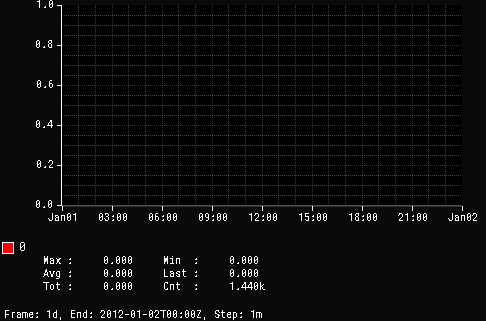 1.0
0.8
0.6
0.4
0.2
0.0
Jan01 03:00 06:00 09:00 12:00 15:00 18:00 21:00 Jan02
0
Max : 0.000 Min : 0.000
Avg : 0.000 Last : 0.000
Tot : 0.000 Cnt : 1.440k
Frame: 1d, End: 2012-01-02T00:00Z, Step: 1m